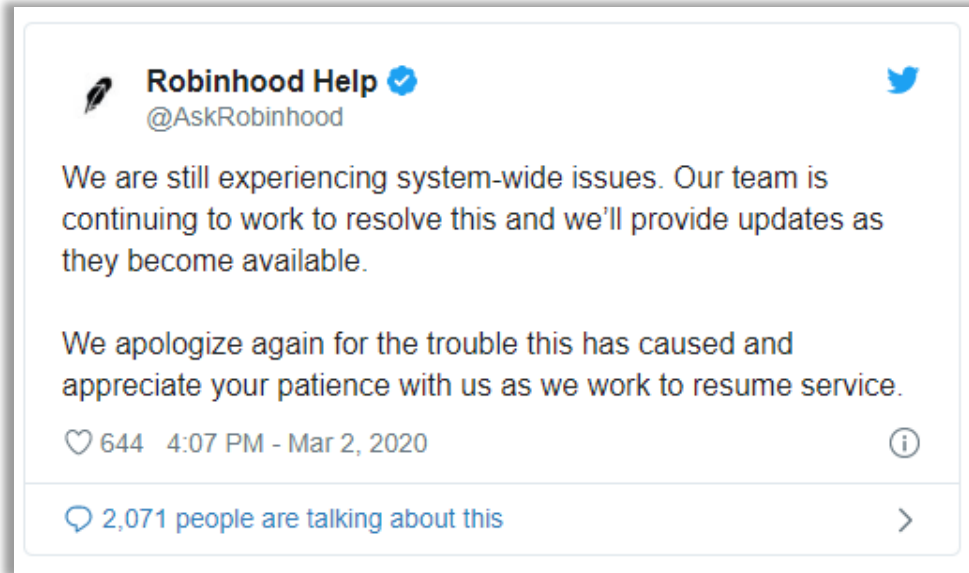 Robinhood Help
@AskRobinhood
We are still experiencing system-wide issues. Our team is
continuing to work to resolve this and we’ll provide updates as
they become available.
We apologize again for the trouble this has caused and
appreciate your patience with us as we work to resume service.
644 4:07 PM - Mar 2, 2020
2,071 people are talking about this